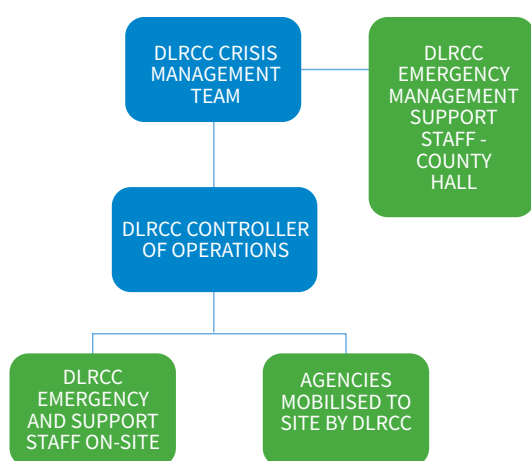 DLRCC CRISIS
MANAGEMENT
TEAM
DLRCC
EMERGENCY
MANAGEMENT
SUPPORT
STAFF -
COUNTY
HALL
DLRCC CONTROLLER
OF OPERATIONS
DLRCC
EMERGENCY
AND SUPPORT
STAFF ON-SITE
AGENCIES
MOBILISED TO
SITE BY DLRCC